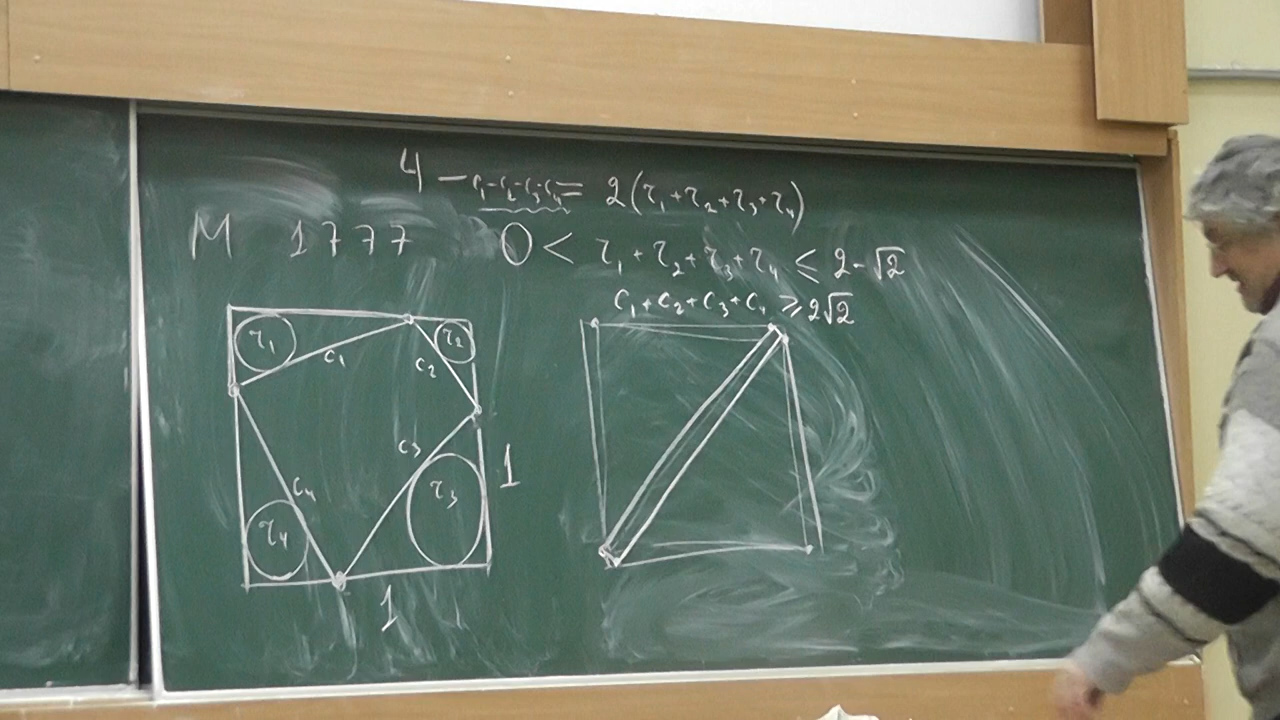 4 - c₁-c₂-c₃-c₄ = 2(r₁+r₂+r₃+r₄)
M 1777
0 < r₁+r₂+r₃+r₄ ≤ 2-√2
c₁+c₂+c₃+c₄ ≥ 2√2
r₁
r₂
c₁
c₂
c₃
1
r₃
c₄
r₄
1